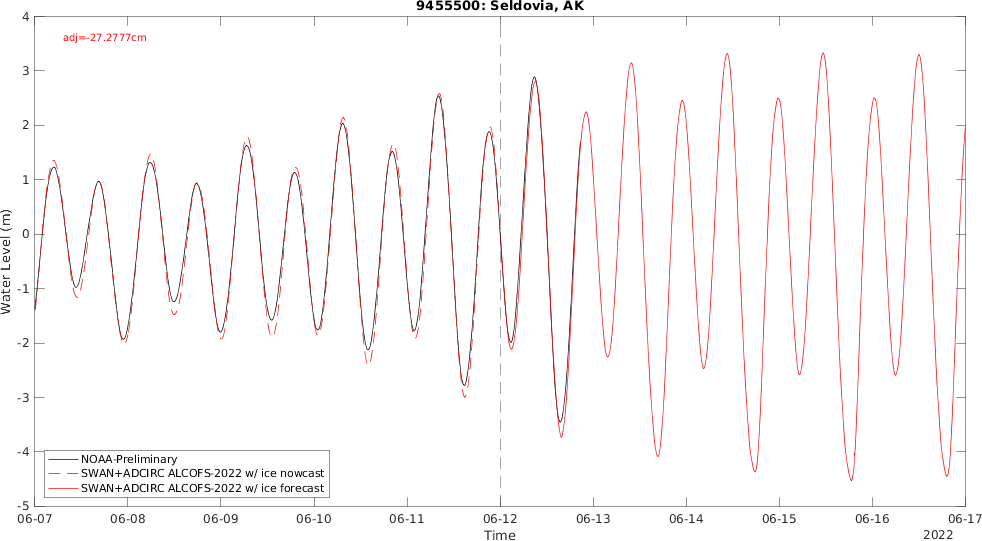 9455500: Seldovia, AK
adj=-27.2777cm
Water Level (m)
4
3
2
1
0
-1
-2
-3
-4
-5
NOAA-Preliminary
SWAN+ADCIRC ALCOFS-2022 w/ ice nowcast
SWAN+ADCIRC ALCOFS-2022 w/ ice forecast
06-07 06-08 06-09 06-10 06-11 06-12 06-13 06-14 06-15 06-16 06-17
Time
2022